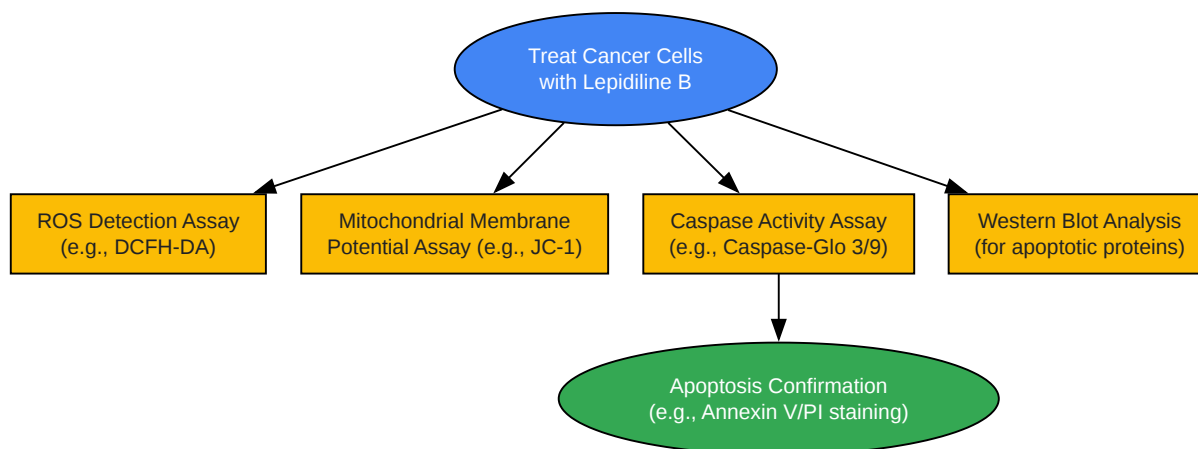 Treat Cancer Cells
with Lepidiline B
ROS Detection Assay
(e.g., DCFH-DA)
Mitochondrial Membrane
Potential Assay (e.g., JC-1)
Caspase Activity Assay
(e.g., Caspase-Glo 3/9)
Western Blot Analysis
(for apoptotic proteins)
Apoptosis Confirmation
(e.g., Annexin V/PI staining)